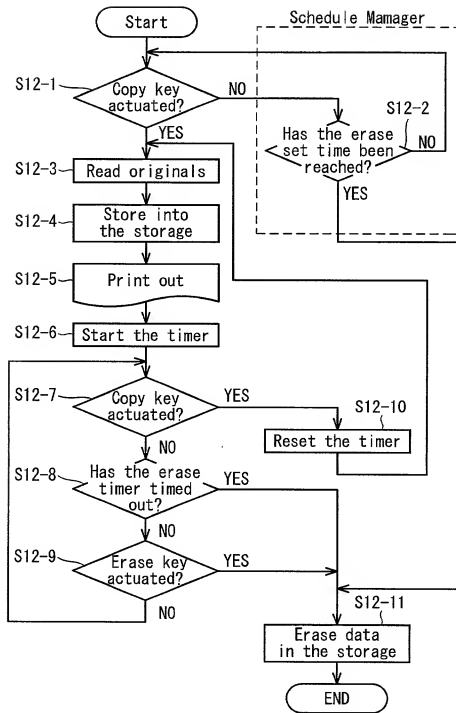 Start
Schedule Mamager
S12-1
Copy key
actuated?
NO
S12-2
YES
Has the erase
set time been
reached?
NO
YES
S12-3
Read originals
S12-4
Store into
the storage
S12-5
Print out
S12-6
Start the timer
S12-7
Copy key
actuated?
YES
S12-10
Reset the timer
NO
S12-8
Has the erase
timer timed
out?
YES
NO
S12-9
Erase key
actuated?
YES
NO
S12-11
Erase data
in the storage
END